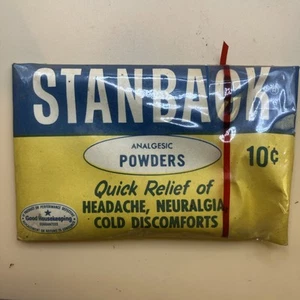 STANBACK
ANALGESIC
POWDERS
10¢
Quick Relief of
HEADACHE, NEURALGIA
COLD DISCOMFORTS
Good Housekeeping